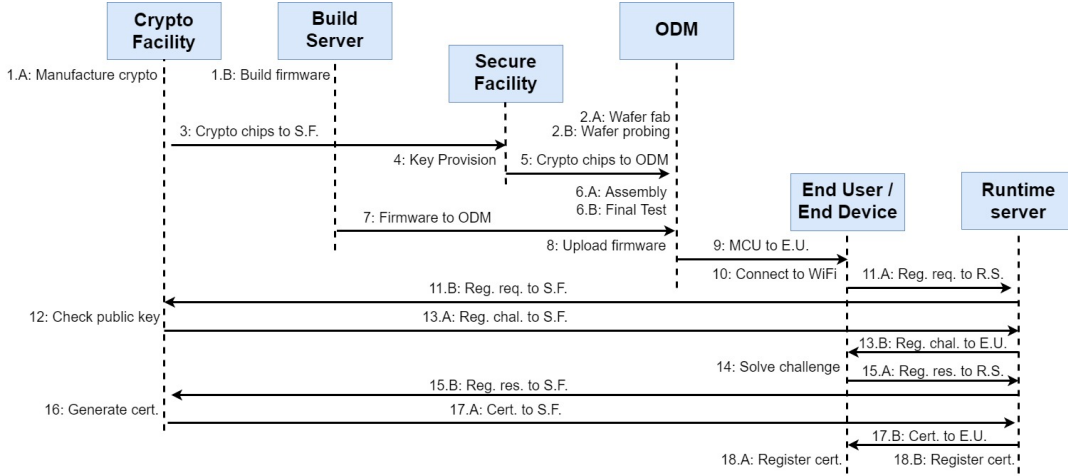 Crypto
Facility
Build
Server
ODM
Secure
Facility
1.A: Manufacture crypto
1.B: Build firmware
2.A: Wafer fab
2.B: Wafer probing
3: Crypto chips to S.F.
4: Key Provision
5: Crypto chips to ODM
6.A: Assembly
6.B: Final Test
End User /
End Device
Runtime
server
7: Firmware to ODM
8: Upload firmware
9: MCU to E.U.
10: Connect to WiFi
11.A: Reg. req. to R.S.
11.B: Reg. req. to S.F.
12: Check public key
13.A: Reg. chal. to S.F.
13.B: Reg. chal. to E.U.
14: Solve challenge
15.A: Reg. res. to R.S.
15.B: Reg. res. to S.F.
16: Generate cert.
17.A: Cert. to S.F.
17.B: Cert. to E.U.
18.A: Register cert.
18.B: Register cert.